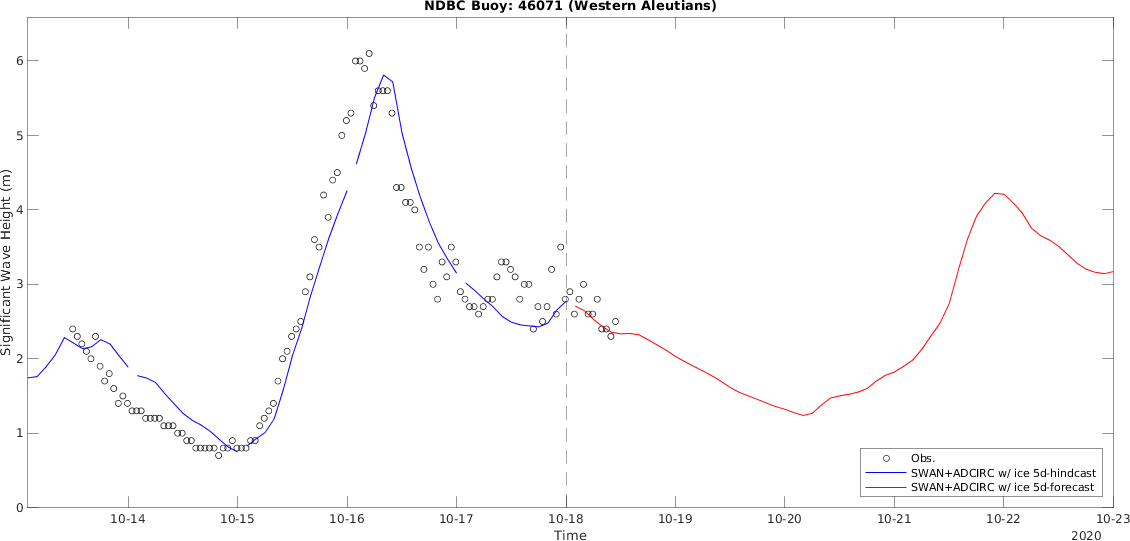 NDBC Buoy: 46071 (Western Aleutians)
Significant Wave Height (m)
6
5
4
3
2
1
0
Obs.
SWAN+ADCIRC w/ ice 5d-hindcast
SWAN+ADCIRC w/ ice 5d-forecast
10-14 10-15 10-16 10-17 10-18 10-19 10-20 10-21 10-22 10-23
Time
2020